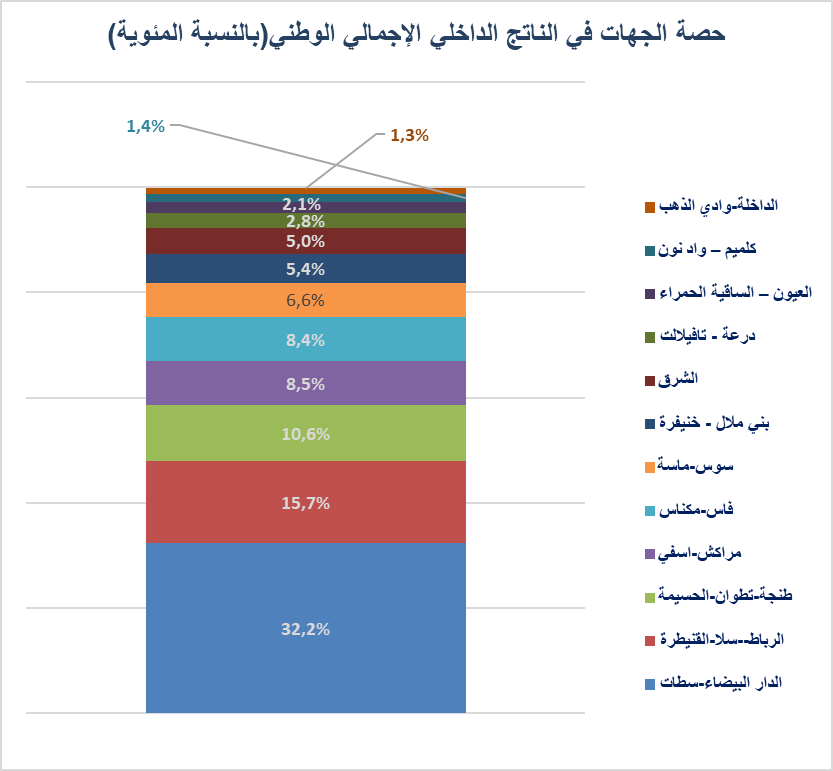 حصة الجهات في الناتج الداخلي الإجمالي الوطني(بالنسبة المئوية)
1,4%
1,3%
2,1%
2,8%
5,0%
5,4%
6,6%
8,4%
8,5%
10,6%
15,7%
32,2%
الداخلة-وادي الذهب
كلميم – واد نون
العيون – الساقية الحمراء
درعة - تافيلالت
الشرق
بني ملال - خنيفرة
سوس-ماسة
فاس-مكناس
مراكش-اسفي
طنجة-تطوان-الحسيمة
الرباط--سلا-القنيطرة
الدار البيضاء-سطات